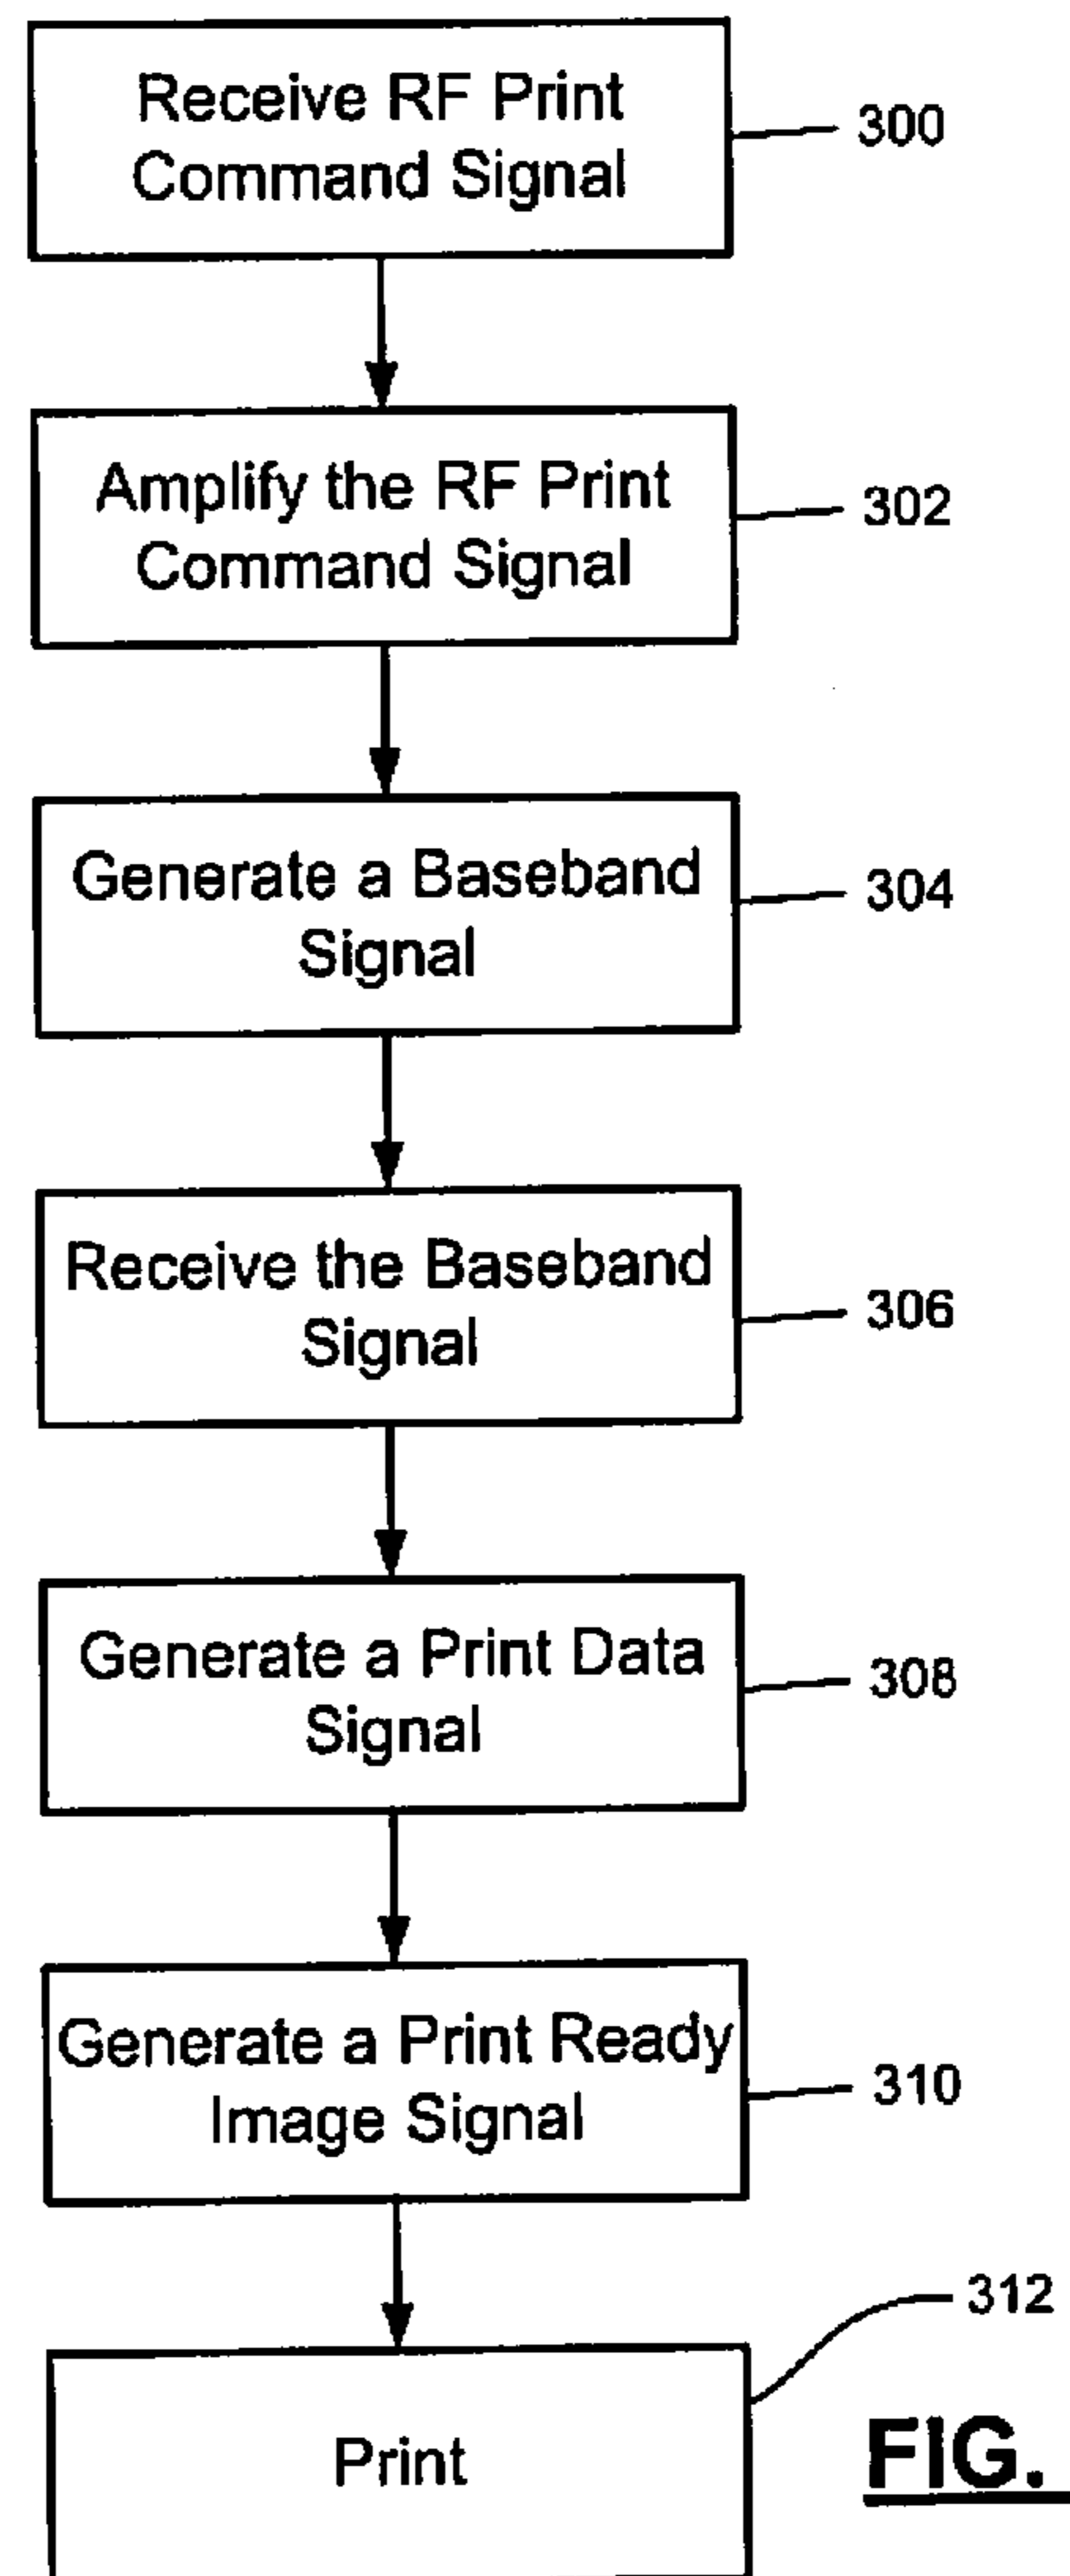 Receive RF Print
Command Signal
300
Amplify the RF Print
Command Signal
302
Generate a Baseband
Signal
304
Receive the Baseband
Signal
306
Generate a Print Data
Signal
308
Generate a Print Ready
Image Signal
310
312
Print
FIG.